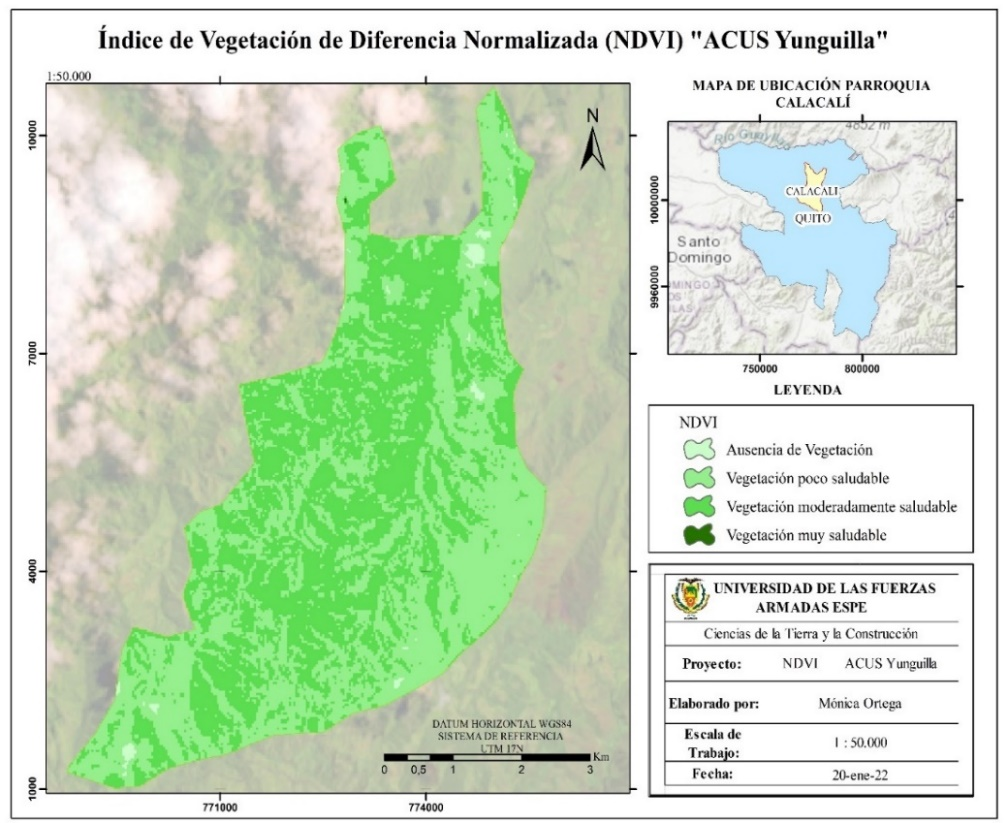 Índice de Vegetación de Diferencia Normalizada (NDVI) "ACUS Yunguilla"
1:50.000
10000
7000
4000
1000
771000
774000
N
DATUM HORIZONTAL WGS84
SISTEMA DE REFERENCIA
UTM 17N
Km
0 0,5 1 2 3
MAPA DE UBICACIÓN PARROQUIA
CALACALÍ
4852 m
CALACALI
QUITO
Santo
Domingo
10000000
9960000
750000
800000
LEYENDA
NDVI
Ausencia de Vegetación
Vegetación poco saludable
Vegetación moderadamente saludable
Vegetación muy saludable
UNIVERSIDAD DE LAS FUERZAS
ARMADAS ESPE
Ciencias de la Tierra y la Construcción
Proyecto: NDVI ACUS Yunguilla
Elaborado por: Mónica Ortega
Escala de
Trabajo: 1 : 50.000
Fecha: 20-ene-22